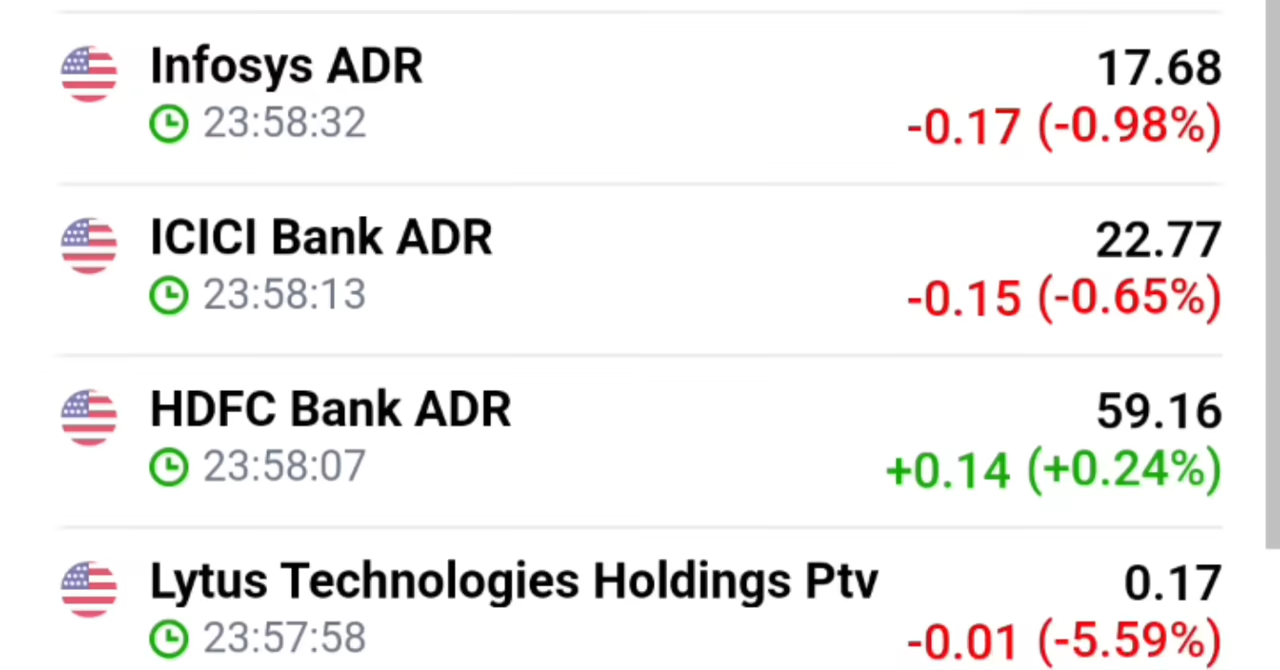 Infosys ADR 17.68
23:58:32 -0.17 (-0.98%)
ICICI Bank ADR 22.77
23:58:13 -0.15 (-0.65%)
HDFC Bank ADR 59.16
23:58:07 +0.14 (+0.24%)
Lytus Technologies Holdings Ptv 0.17
23:57:58 -0.01 (-5.59%)